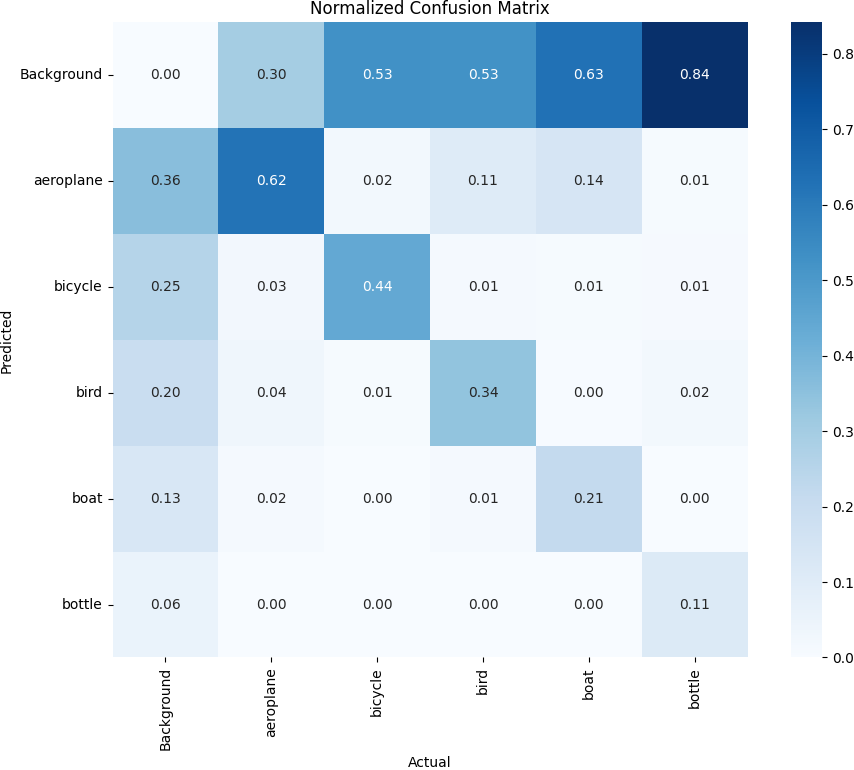 Normalized Confusion Matrix
Background 0.00 0.30 0.53 0.53 0.63 0.84
aeroplane 0.36 0.62 0.02 0.11 0.14 0.01
bicycle 0.25 0.03 0.44 0.01 0.01 0.01
bird 0.20 0.04 0.01 0.34 0.00 0.02
boat 0.13 0.02 0.00 0.01 0.21 0.00
bottle 0.06 0.00 0.00 0.00 0.00 0.11
Predicted
Background aeroplane bicycle bird boat bottle
Actual
0.8
0.7
0.6
0.5
0.4
0.3
0.2
0.1
0.0